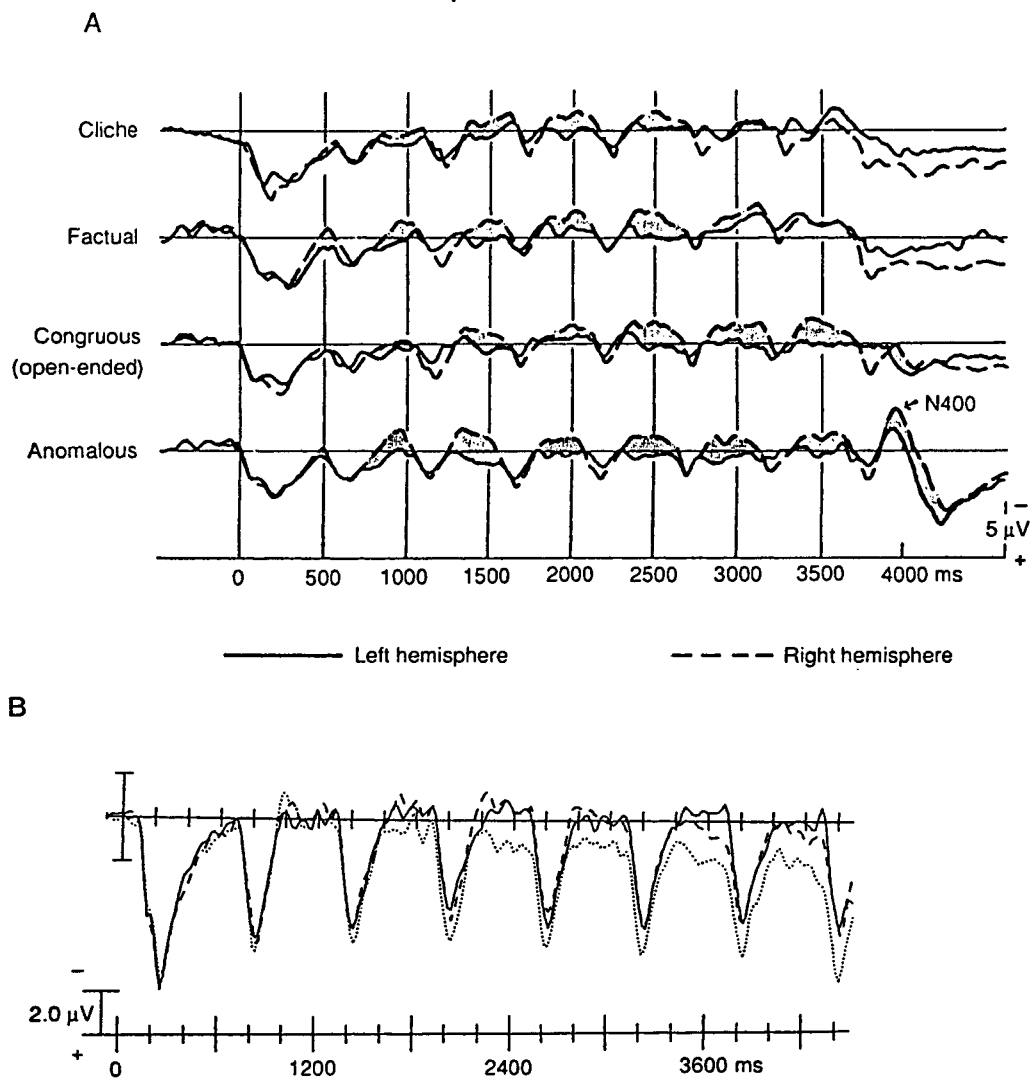 A
Cliche
Factual
Congruous
(open-ended)
Anomalous
N400
–
5 µV
+
0 500 1000 1500 2000 2500 3000 3500 4000 ms
Left hemisphere Right hemisphere
B
–
2.0 µV
+
0 1200 2400 3600 ms